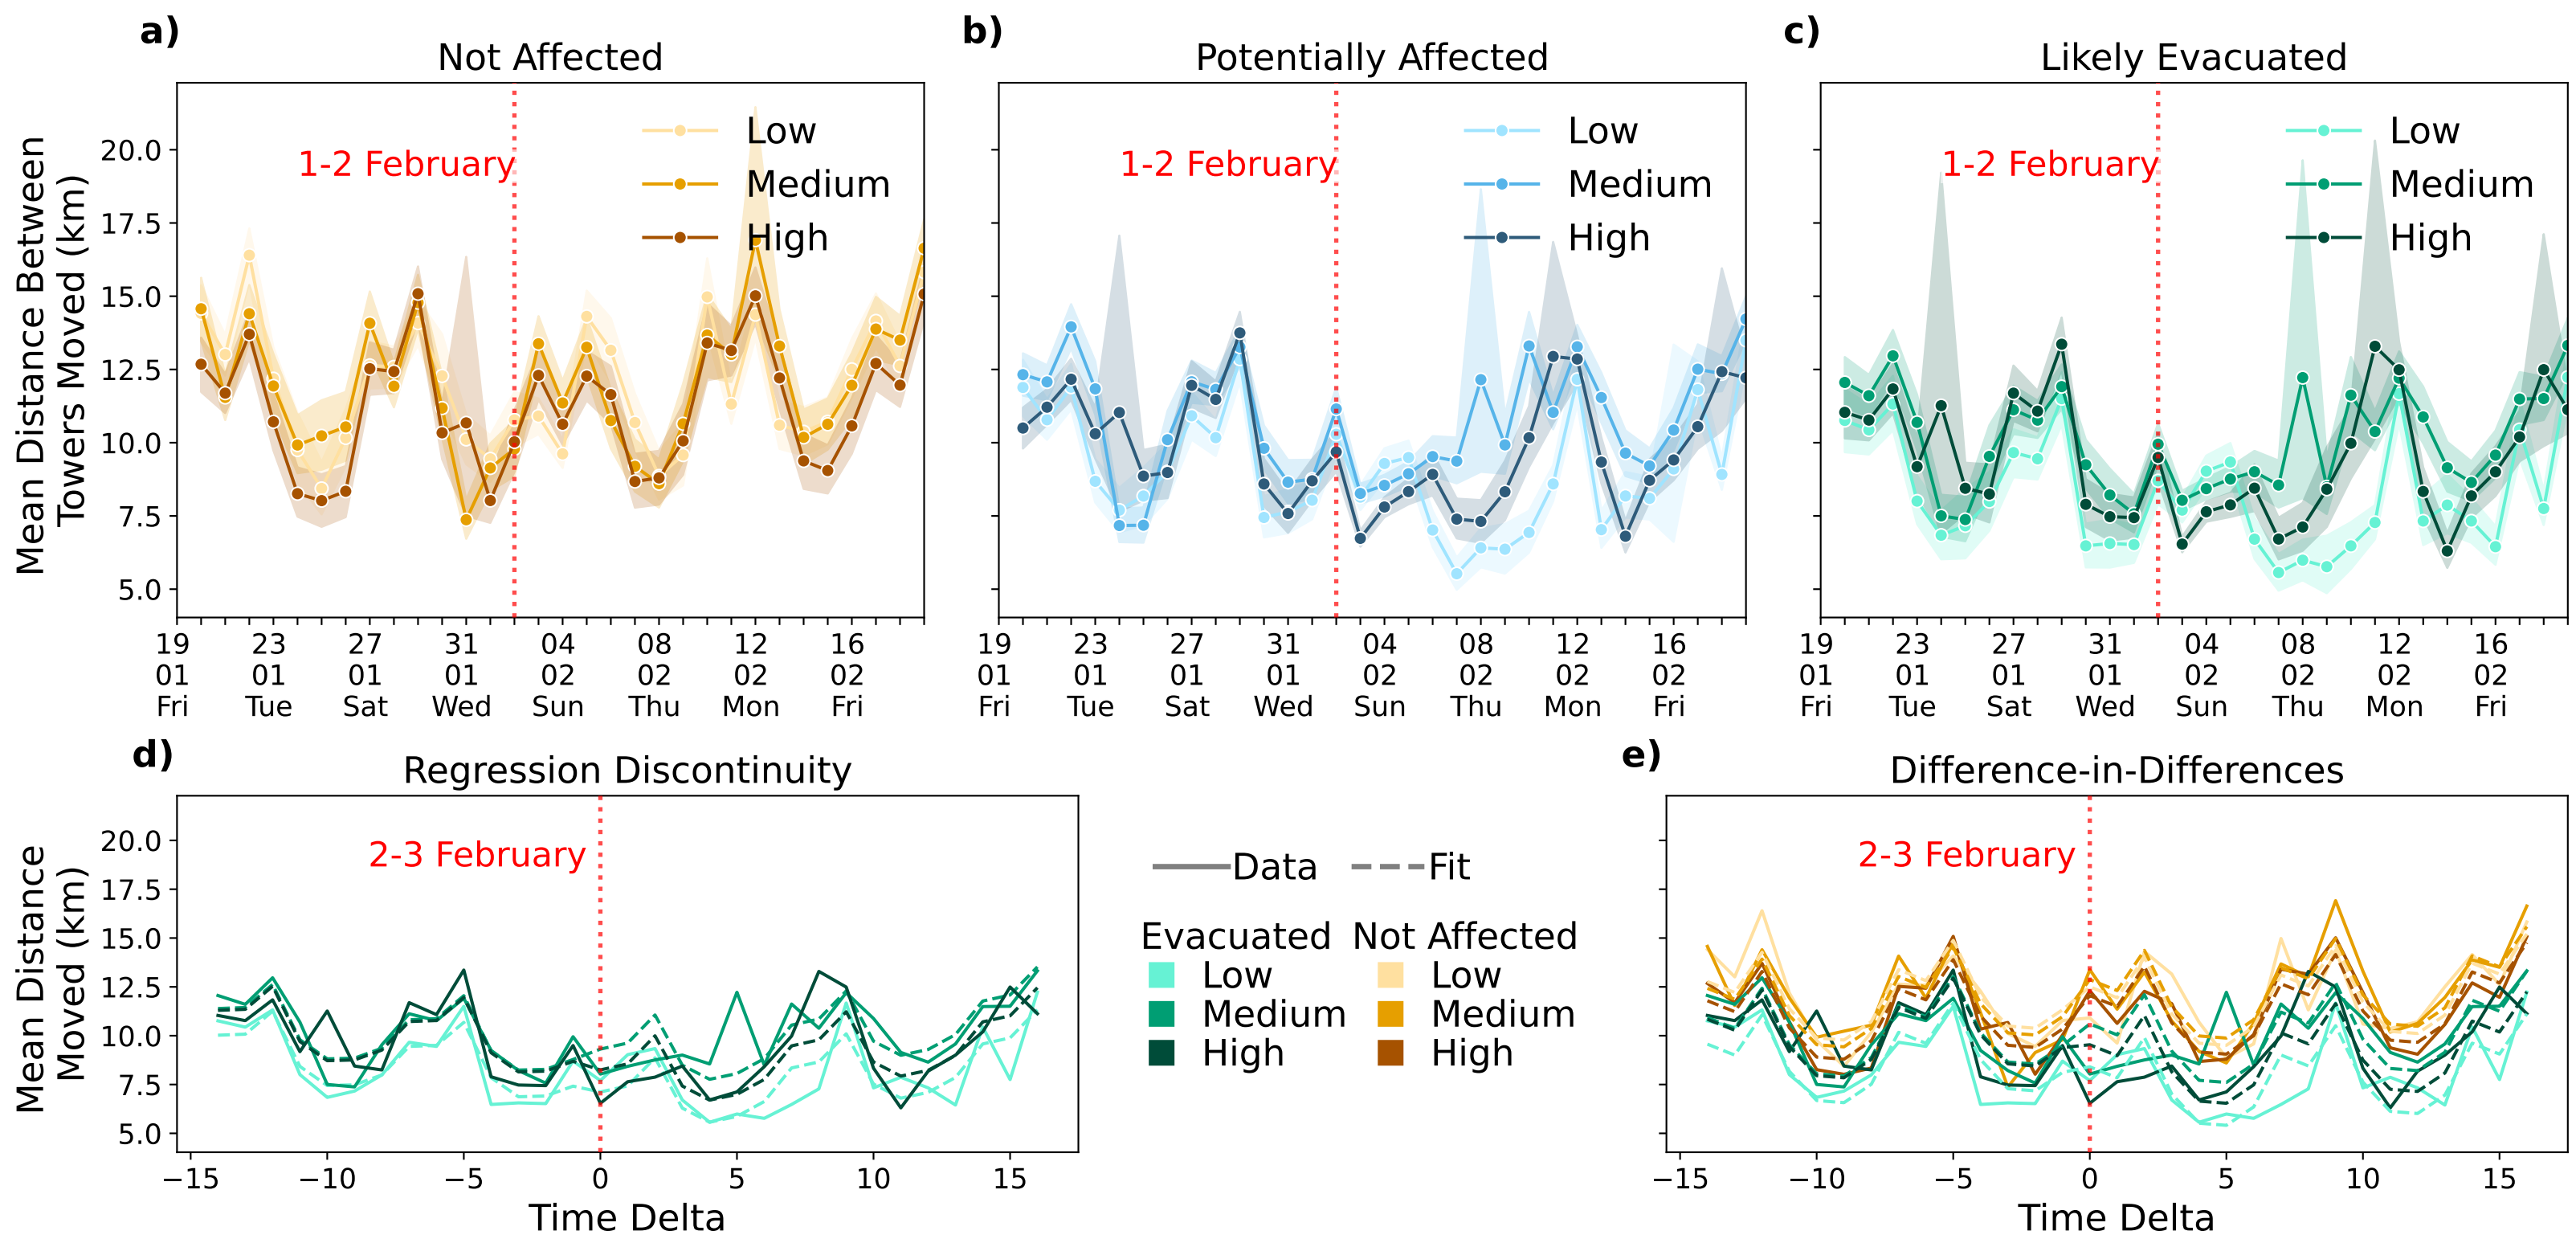 a)
Not Affected
b)
Potentially Affected
c)
Likely Evacuated
Mean Distance Between
Towers Moved (km)
20.0
17.5
15.0
12.5
10.0
7.5
5.0
1-2 February
Low
Medium
High
1-2 February
Low
Medium
High
1-2 February
Low
Medium
High
19 23 27 31 04 08 12 16
01 01 01 01 02 02 02 02
Fri Tue Sat Wed Sun Thu Mon Fri
19 23 27 31 04 08 12 16
01 01 01 01 02 02 02 02
Fri Tue Sat Wed Sun Thu Mon Fri
19 23 27 31 04 08 12 16
01 01 01 01 02 02 02 02
Fri Tue Sat Wed Sun Thu Mon Fri
d)
Regression Discontinuity
Mean Distance
Moved (km)
20.0
17.5
15.0
12.5
10.0
7.5
5.0
2-3 February
−15 −10 −5 0 5 10 15
Time Delta
Data Fit
Evacuated Not Affected
Low Low
Medium Medium
High High
e)
Difference-in-Differences
2-3 February
−15 −10 −5 0 5 10 15
Time Delta